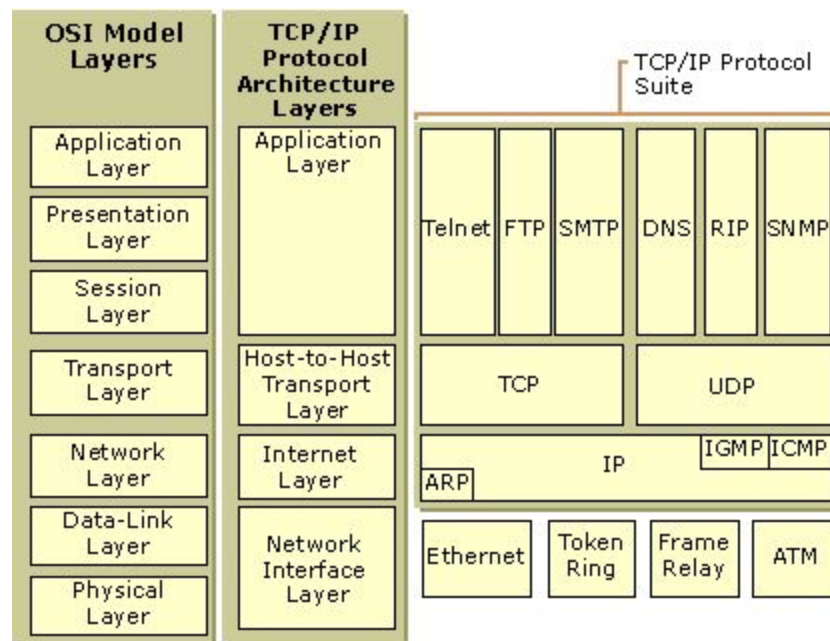 OSI Model
Layers
Application
Layer
Presentation
Layer
Session
Layer
Transport
Layer
Network
Layer
Data-Link
Layer
Physical
Layer
TCP/IP
Protocol
Architecture
Layers
Application
Layer
Host-to-Host
Transport
Layer
Internet
Layer
Network
Interface
Layer
TCP/IP Protocol
Suite
Telnet FTP SMTP DNS RIP SNMP
TCP UDP
IP IGMP ICMP
ARP
Ethernet
Token
Ring
Frame
Relay
ATM